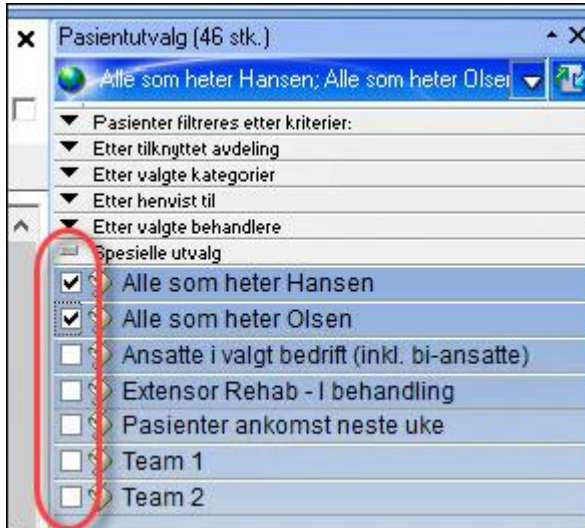 Pasientutvalg (46 stk.)
Alle som heter Hansen; Alle som heter Olsen
Pasienter filtreres etter kriterier:
Etter tilknyttet avdeling
Etter valgte kategorier
Etter henvist til
Etter valgte behandlere
Spesielle utvalg
Alle som heter Hansen
Alle som heter Olsen
Ansatte i valgt bedrift (inkl. bi-ansatte)
Extensor Rehab - I behandling
Pasienter ankomst neste uke
Team 1
Team 2